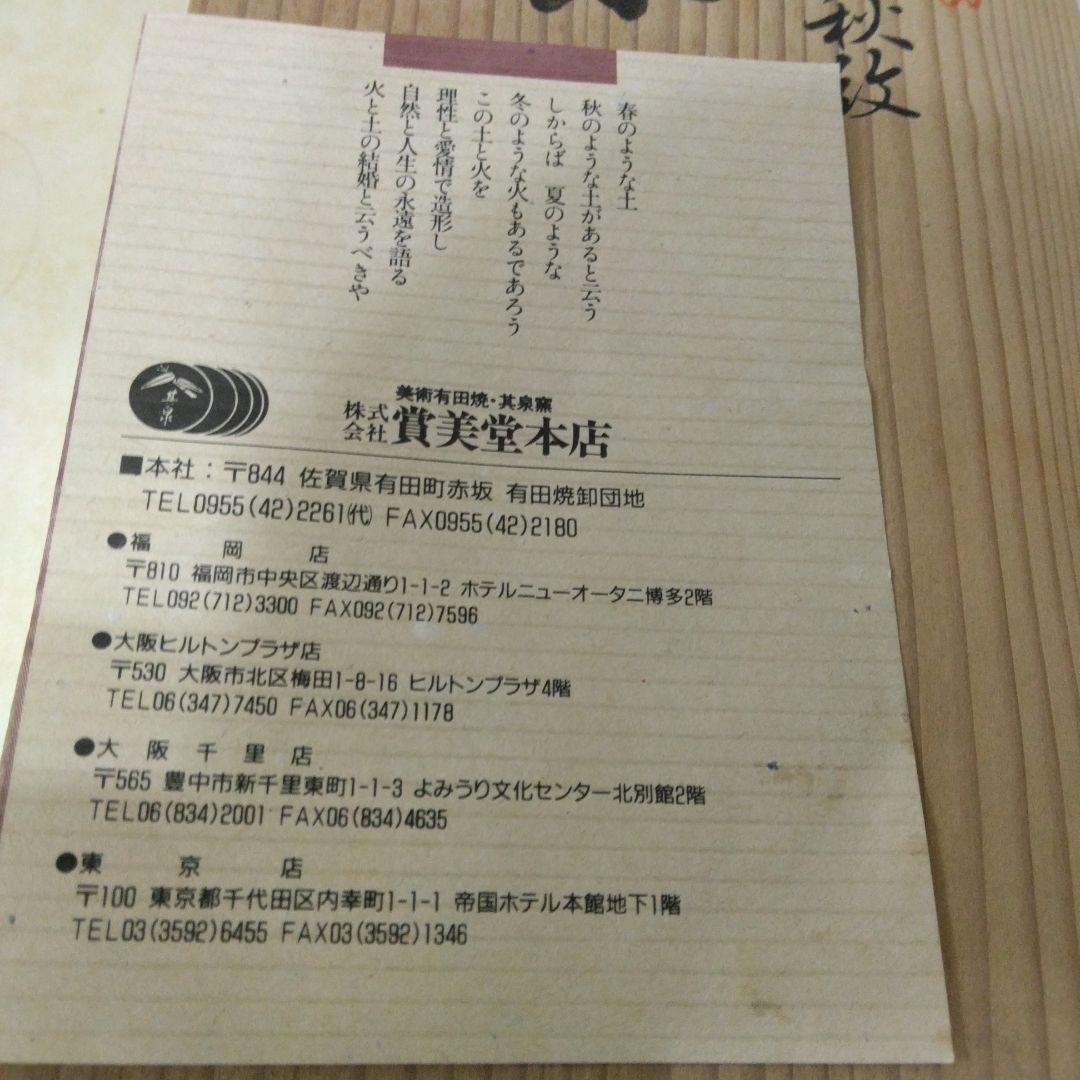 秋紋
春のような土
秋のような土があると云う
しからば 夏のような
冬のような火もあるであろう
この土と火を
理性と愛情で造形し
自然と人生の永遠を語る
火と土の結婚と云うべきや
其泉
美術有田焼・其泉窯
株式会社 賞美堂本店
■本社：〒844 佐賀県有田町赤坂 有田焼卸団地
TEL0955(42)2261㈹ FAX0955(42)2180
●福岡店
〒810 福岡市中央区渡辺通り1-1-2 ホテルニューオータニ博多2階
TEL092(712)3300 FAX092(712)7596
●大阪ヒルトンプラザ店
〒530 大阪市北区梅田1-8-16 ヒルトンプラザ4階
TEL06(347)7450 FAX06(347)1178
●大阪千里店
〒565 豊中市新千里東町1-1-3 よみうり文化センター北別館2階
TEL06(834)2001 FAX06(834)4635
●東京店
〒100 東京都千代田区内幸町1-1-1 帝国ホテル本館地下1階
TEL03(3592)6455 FAX03(3592)1346